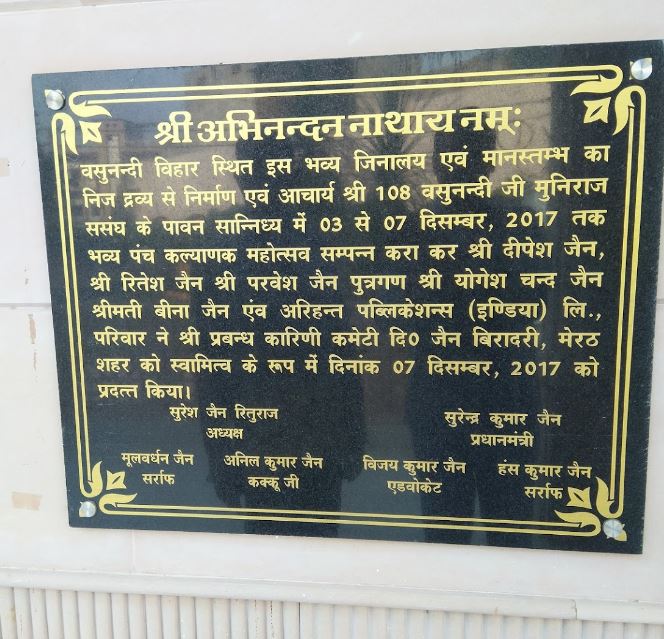 श्री अभिनन्दन नाथाय नम्ः
वसुनन्दी विहार स्थित इस भव्य जिनालय एवं मानस्तम्भ का
निज द्रव्य से निर्माण एवं आचार्य श्री 108 वसुनन्दी जी मुनिराज
ससंघ के पावन सान्निध्य में 03 से 07 दिसम्बर, 2017 तक
भव्य पंच कल्याणक महोत्सव सम्पन्न करा कर श्री दीपेश जैन,
श्री रितेश जैन श्री परवेश जैन पुत्रगण श्री योगेश चन्द जैन
श्रीमती बीना जैन एंव अरिहन्त पब्लिकेशन्स (इण्डिया) लि.,
परिवार ने श्री प्रबन्ध कारिणी कमेटी दि0 जैन बिरादरी, मेरठ
शहर को स्वामित्व के रूप में दिनांक 07 दिसम्बर, 2017 को
प्रदत्त किया।
सुरेश जैन रितुराज सुरेन्द्र कुमार जैन
अध्यक्ष प्रधानमंत्री
मूलवर्धन जैन अनिल कुमार जैन विजय कुमार जैन हंस कुमार जैन
सर्राफ कक्कू जी एडवोकेट सर्राफ